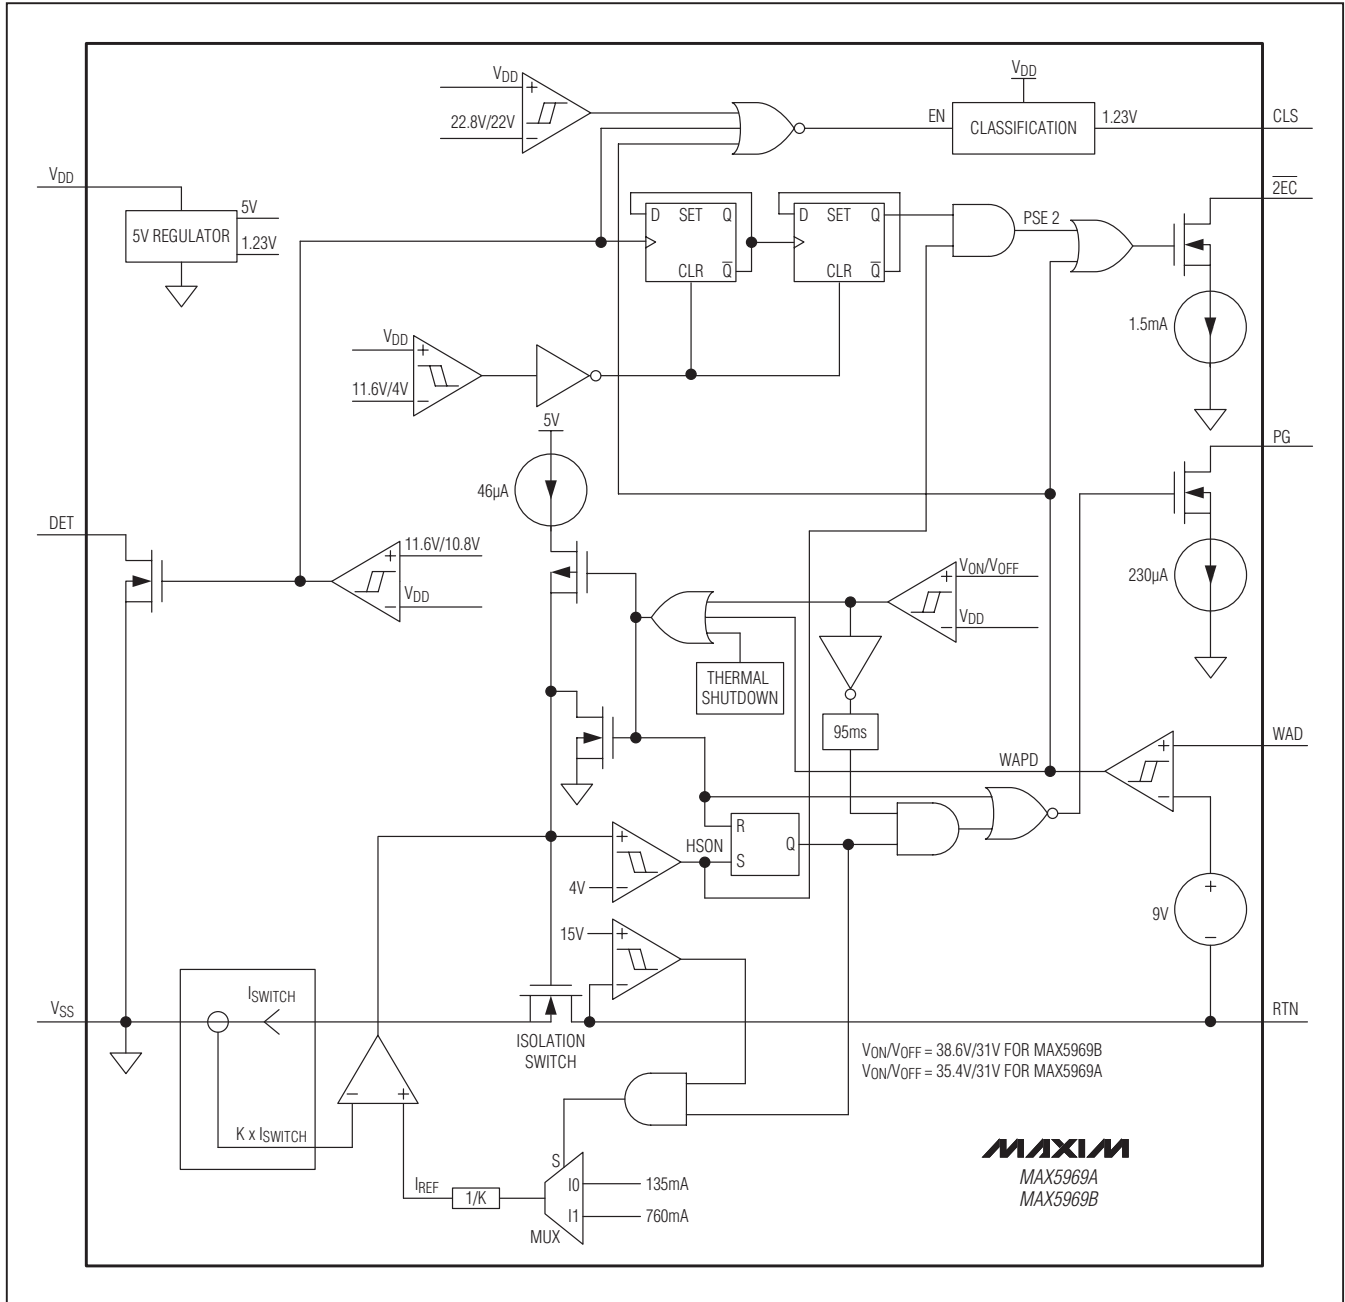 VDD
VDD
22.8V/22V
EN
CLASSIFICATION
1.23V
CLS
VDD
5V REGULATOR
5V
1.23V
D SET Q
CLR Q̅
D SET Q
CLR Q̅
PSE 2
2EC
1.5mA
VDD
11.6V/4V
5V
46µA
PG
230µA
DET
11.6V/10.8V
VDD
VON/VOFF
VDD
THERMAL
SHUTDOWN
95ms
WAPD
WAD
HSON
R
S
Q
4V
15V
9V
VSS
ISWITCH
ISOLATION
SWITCH
RTN
VON/VOFF = 38.6V/31V FOR MAX5969B
VON/VOFF = 35.4V/31V FOR MAX5969A
K x ISWITCH
IREF
1/K
S
I0
I1
MUX
135mA
760mA
MAXIM
MAX5969A
MAX5969B